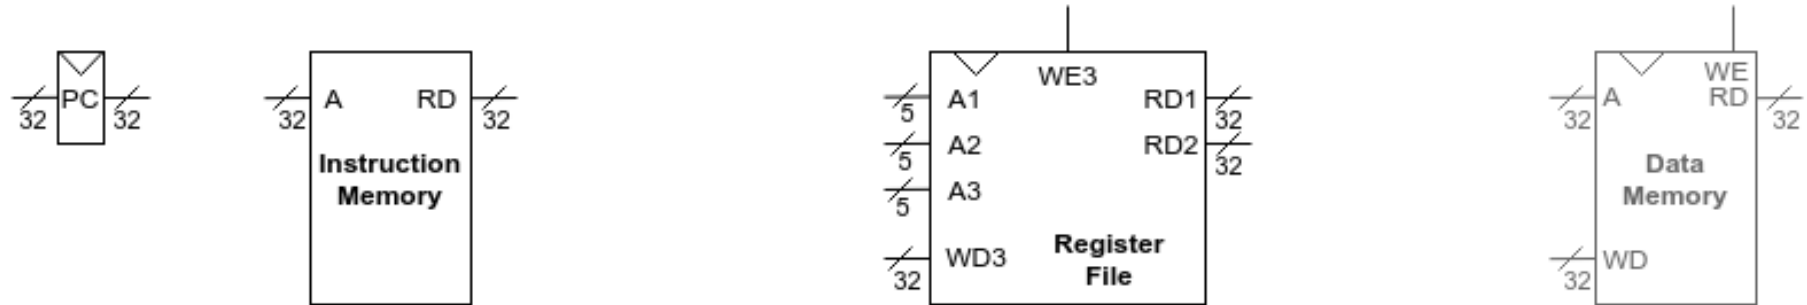 PC
32
32
A
RD
32
32
Instruction
Memory
WE3
A1
5
A2
5
A3
5
WD3
32
RD1
32
RD2
32
Register
File
WE
A
RD
32
32
Data
Memory
WD
32